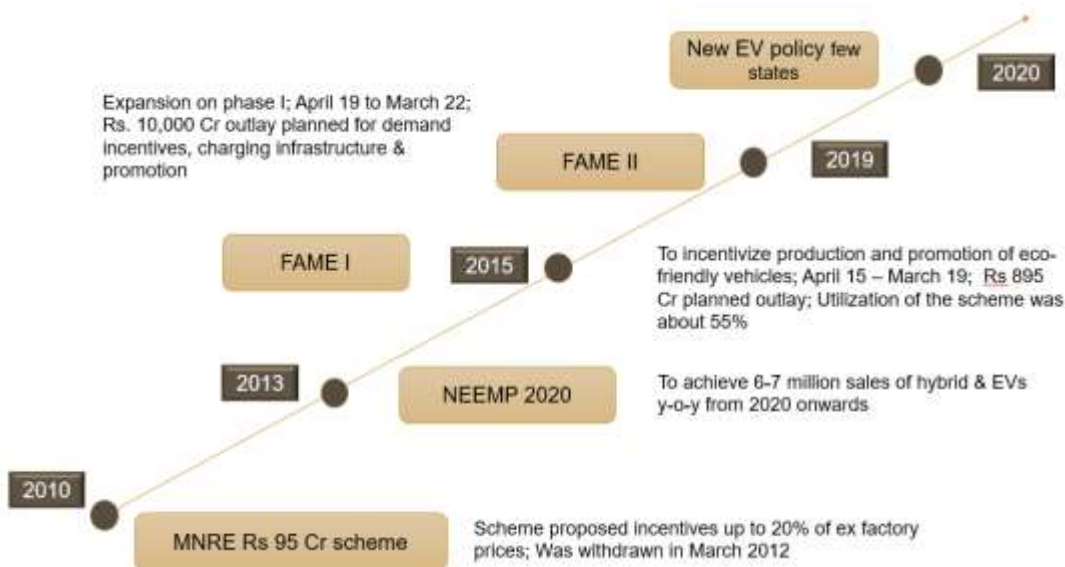 New EV policy few
states
2020
Expansion on phase I; April 19 to March 22;
Rs. 10,000 Cr outlay planned for demand
incentives, charging infrastructure &
promotion
FAME II
2019
FAME I
2015
To incentivize production and promotion of eco-
friendly vehicles; April 15 – March 19;  Rs 895
Cr planned outlay; Utilization of the scheme was
about 55%
2013
NEEMP 2020
To achieve 6-7 million sales of hybrid & EVs
y-o-y from 2020 onwards
2010
MNRE Rs 95 Cr scheme
Scheme proposed incentives up to 20% of ex factory
prices; Was withdrawn in March 2012